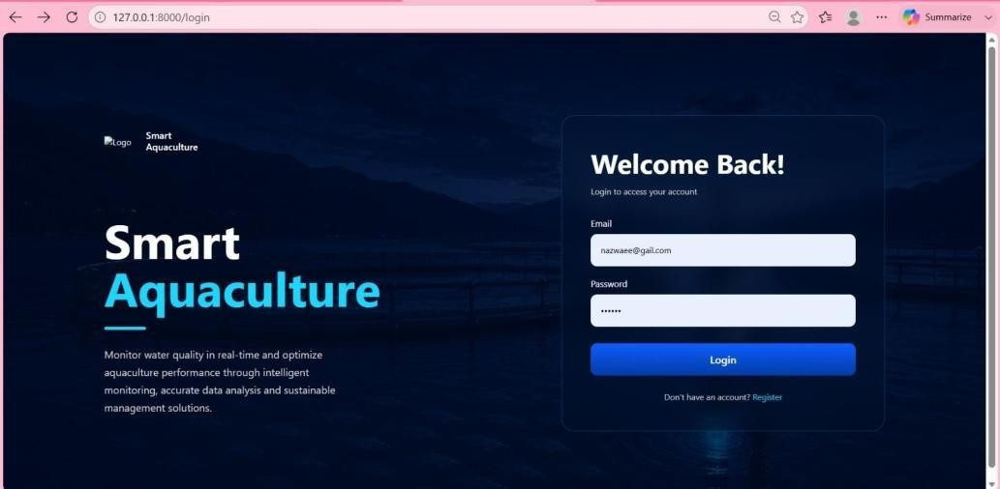 127.0.0.1:8000/login
Summarize
Logo
Smart
Aquaculture
Smart
Aquaculture
Monitor water quality in real-time and optimize
aquaculture performance through intelligent
monitoring, accurate data analysis and sustainable
management solutions.
Welcome Back!
Login to access your account
Email
nazwaee@gail.com
Password
••••••
Login
Don't have an account? Register